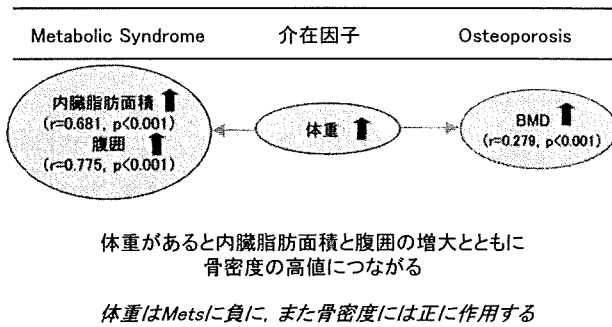 Metabolic Syndrome 介在因子 Osteoporosis
内臓脂肪面積
(r=0.681, p<0.001)
腹囲
(r=0.775, p<0.001)
体重
BMD
(r=0.279, p<0.001)
体重があると内臓脂肪面積と腹囲の増大とともに
骨密度の高値につながる
体重はMetsに負に, また骨密度には正に作用する